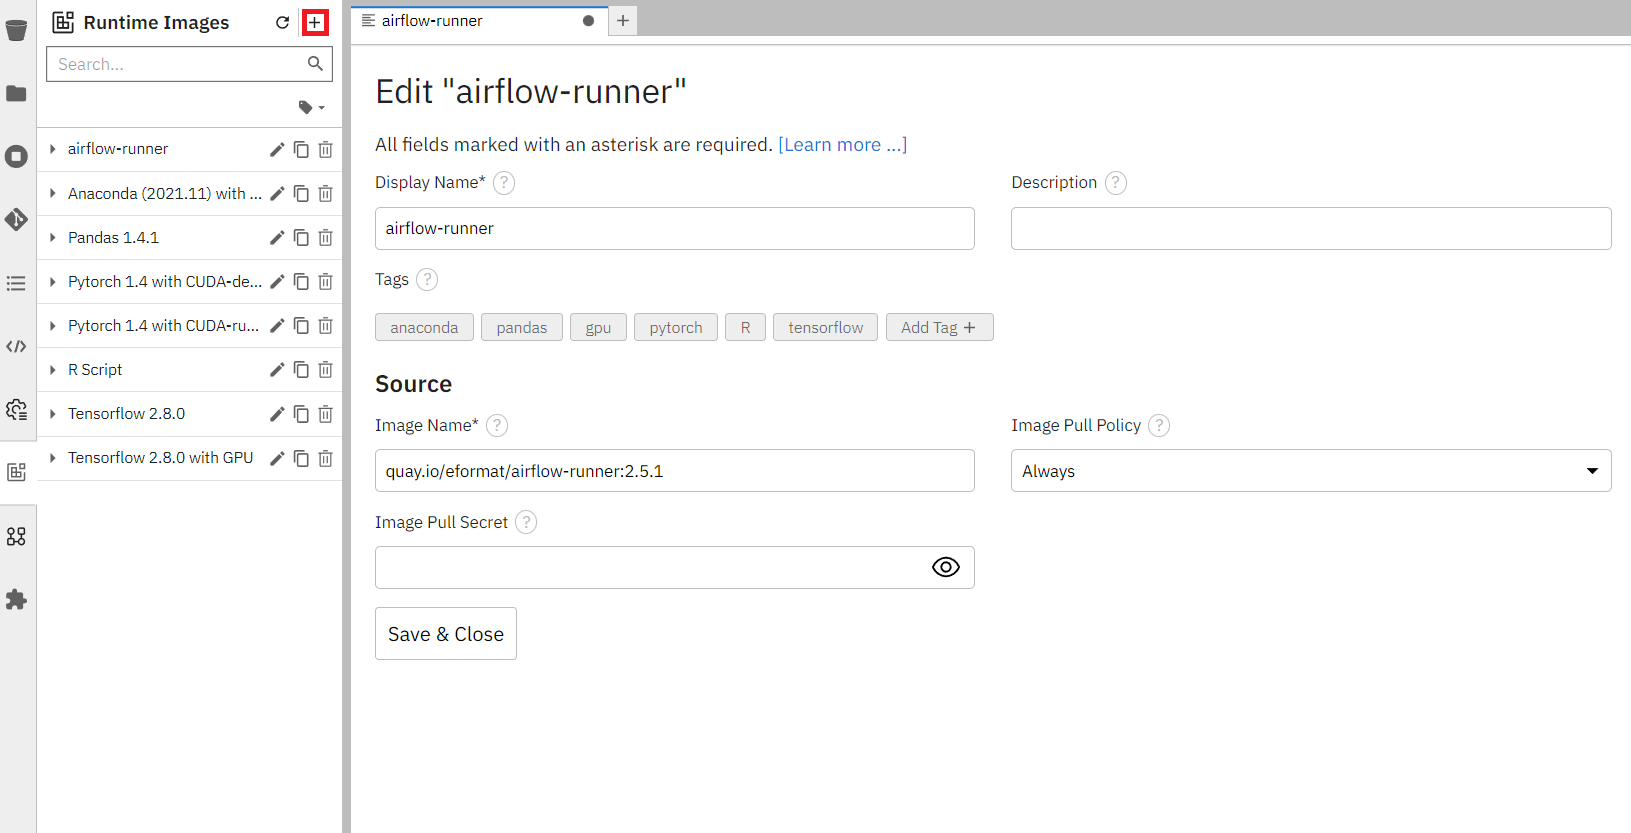 Runtime Images
Search...
airflow-runner
Anaconda (2021.11) with ...
Pandas 1.4.1
Pytorch 1.4 with CUDA-de...
Pytorch 1.4 with CUDA-ru...
R Script
Tensorflow 2.8.0
Tensorflow 2.8.0 with GPU
airflow-runner
Edit "airflow-runner"
All fields marked with an asterisk are required. [Learn more ...]
Display Name* ?
Description ?
airflow-runner
Tags ?
anaconda pandas gpu pytorch R tensorflow Add Tag +
Source
Image Name* ?
Image Pull Policy ?
quay.io/eformat/airflow-runner:2.5.1
Always
Image Pull Secret ?
Save & Close